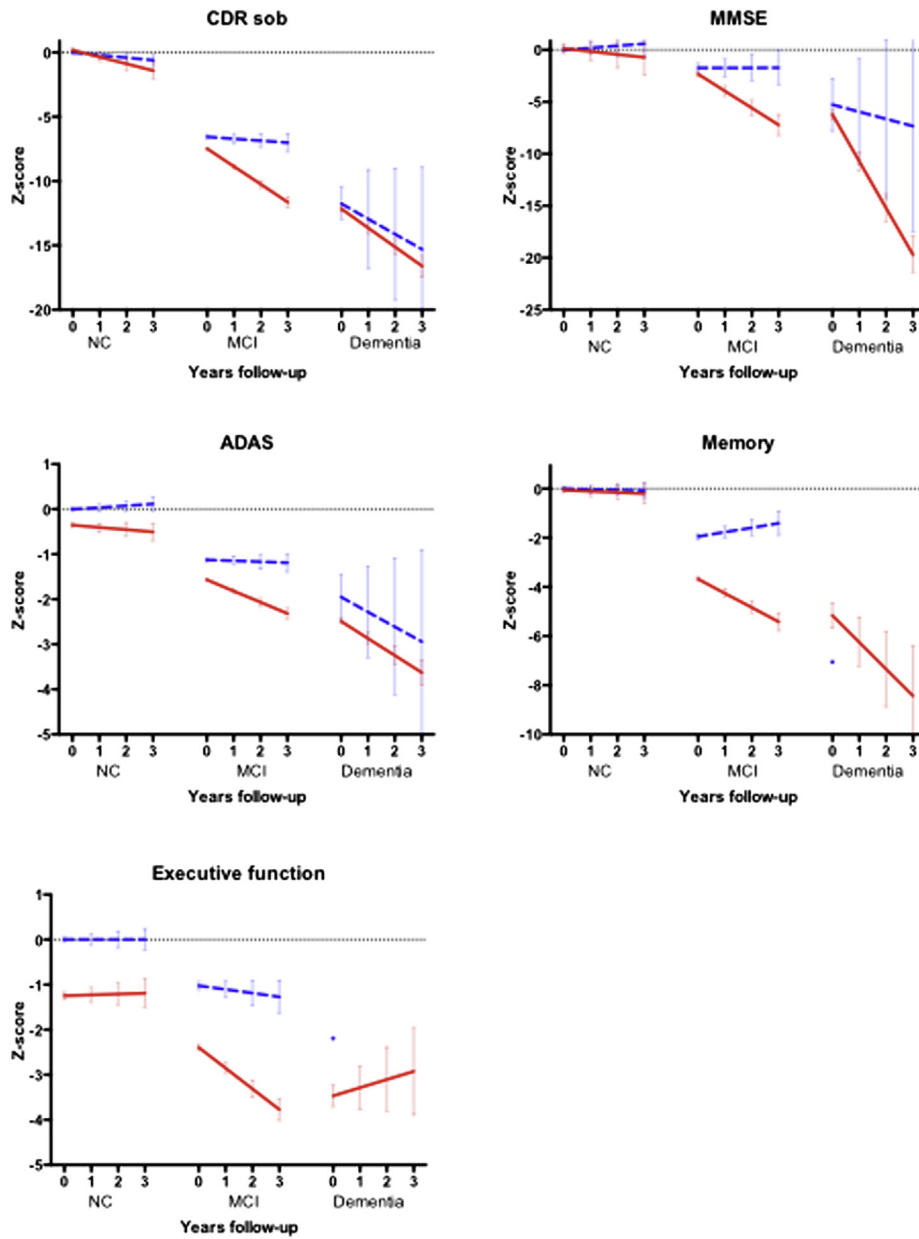 CDR sob
0
-5
-10
-15
-20
Z-score
0 1 2 3 0 1 2 3 0 1 2 3
NC MCI Dementia
Years follow-up
MMSE
0
-5
-10
-15
-20
-25
Z-score
0 1 2 3 0 1 2 3 0 1 2 3
NC MCI Dementia
Years follow-up
ADAS
1
0
-1
-2
-3
-4
-5
Z-score
0 1 2 3 0 1 2 3 0 1 2 3
NC MCI Dementia
Years follow-up
Memory
0
-2
-4
-6
-8
-10
Z-score
0 1 2 3 0 1 2 3 0 1 2 3
NC MCI Dementia
Years follow-up
Executive function
1
0
-1
-2
-3
-4
-5
Z-score
0 1 2 3 0 1 2 3 0 1 2 3
NC MCI Dementia
Years follow-up